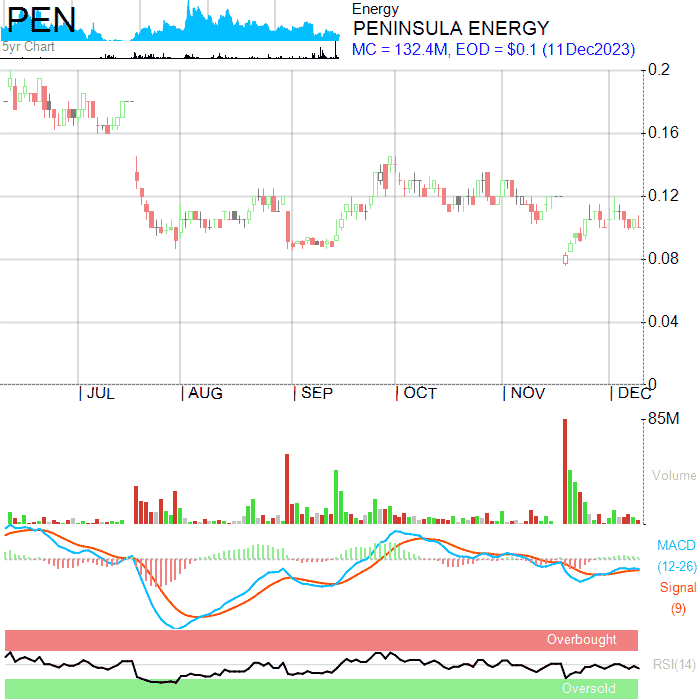 PEN
5yr Chart
Energy
PENINSULA ENERGY
MC = 132.4M, EOD = $0.1 (11Dec2023)
0.2
0.16
0.12
0.08
0.04
0
| JUL | AUG | SEP | OCT | NOV | DEC
85M
Volume
MACD
(12-26)
Signal
(9)
Overbought
RSI(14)
Oversold